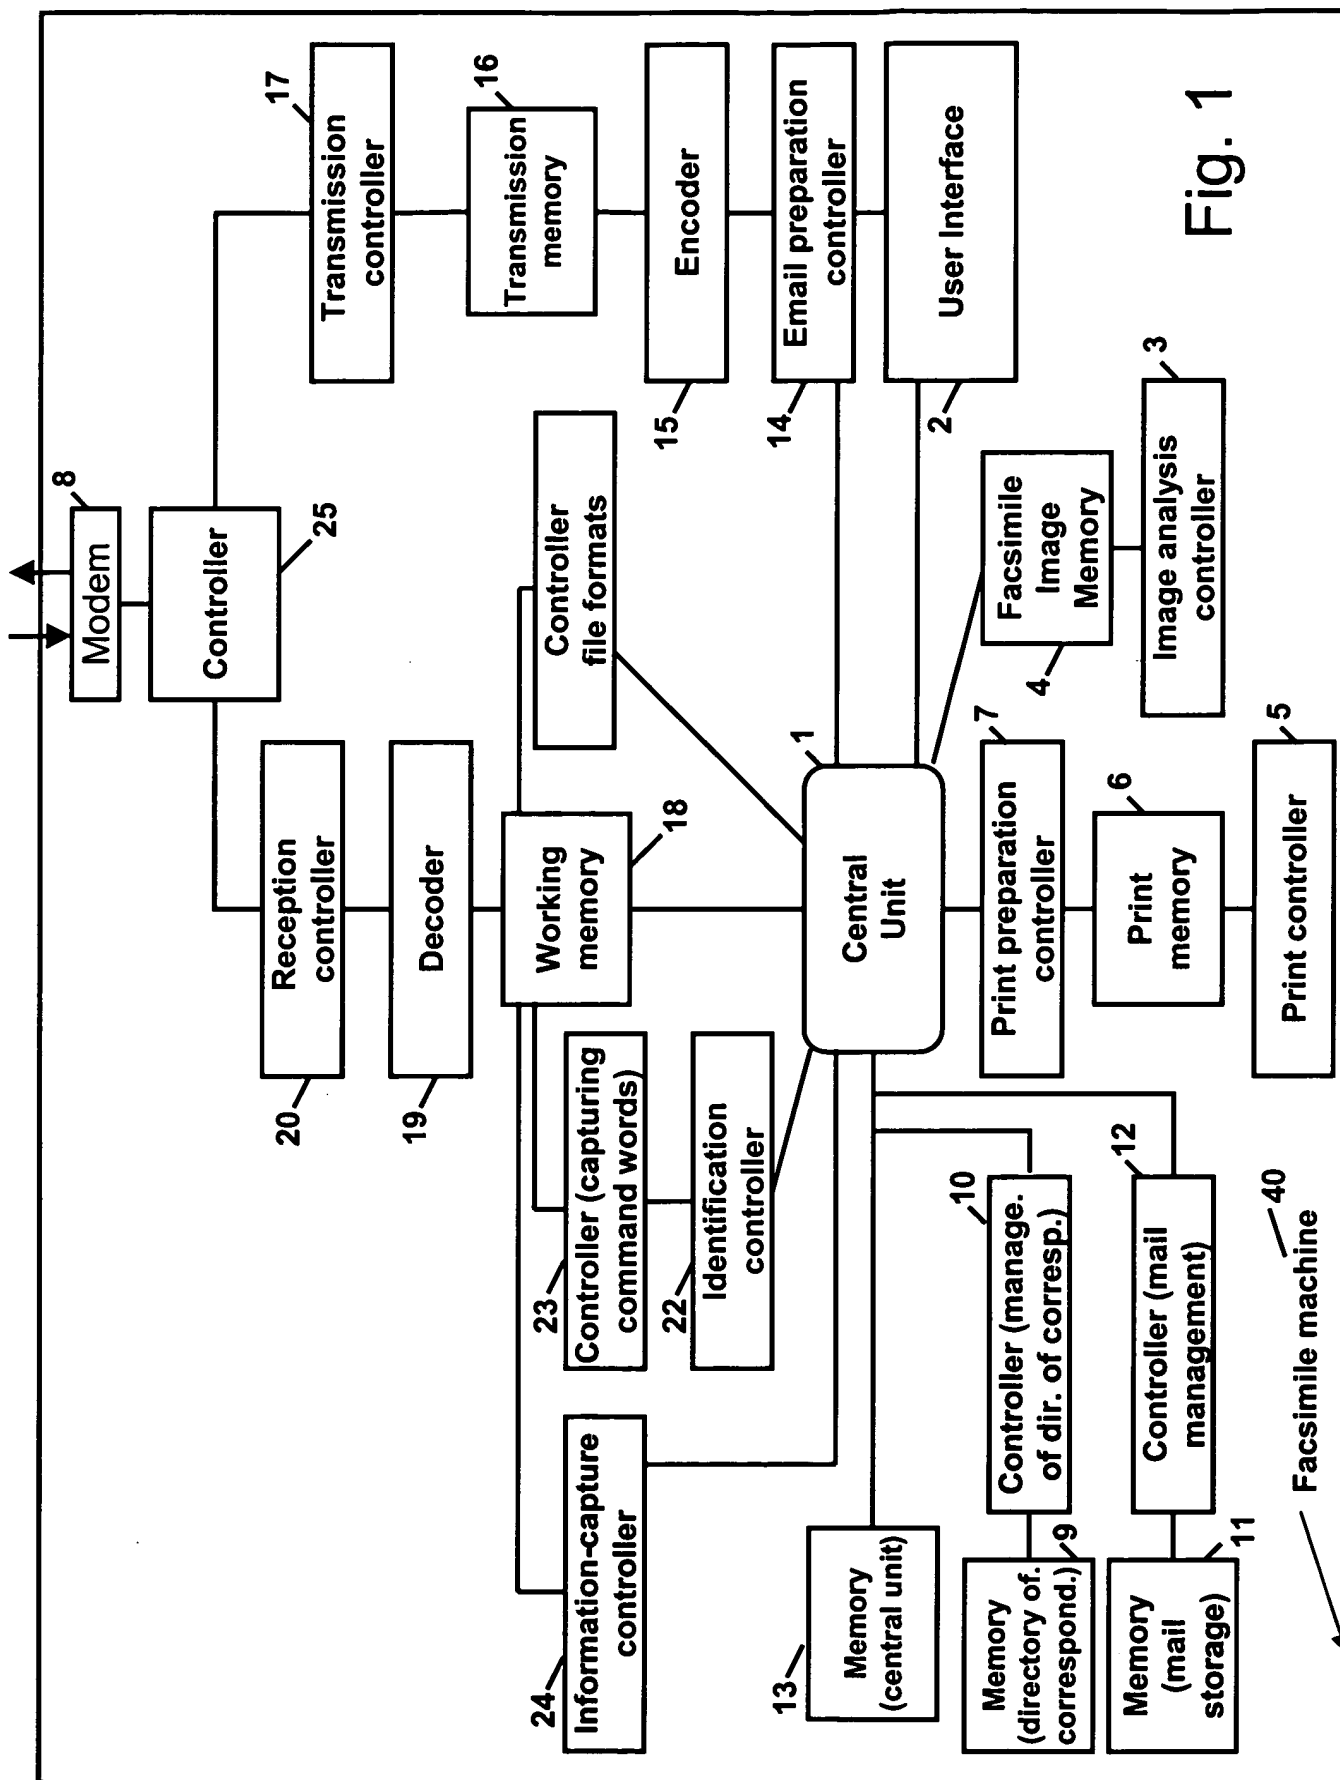 8
Modem
Controller
25
17
Transmission
controller
16
Transmission
memory
15
Encoder
14
Email preparation
controller
2
User Interface
20
Reception
controller
19
Decoder
Working
memory
18
Controller
file formats
23
Controller (capturing
command words)
22
Identification
controller
24
Information-capture
controller
1
Central
Unit
13
Memory
(central unit)
10
Controller (manage.
of dir. of corresp.)
9
Memory
(directory of.
correspond.)
12
Controller (mail
management)
11
Memory
(mail
storage)
7
Print preparation
controller
6
Print
memory
5
Print controller
4
Facsimile
Image
Memory
3
Image analysis
controller
40
Facsimile machine
Fig. 1